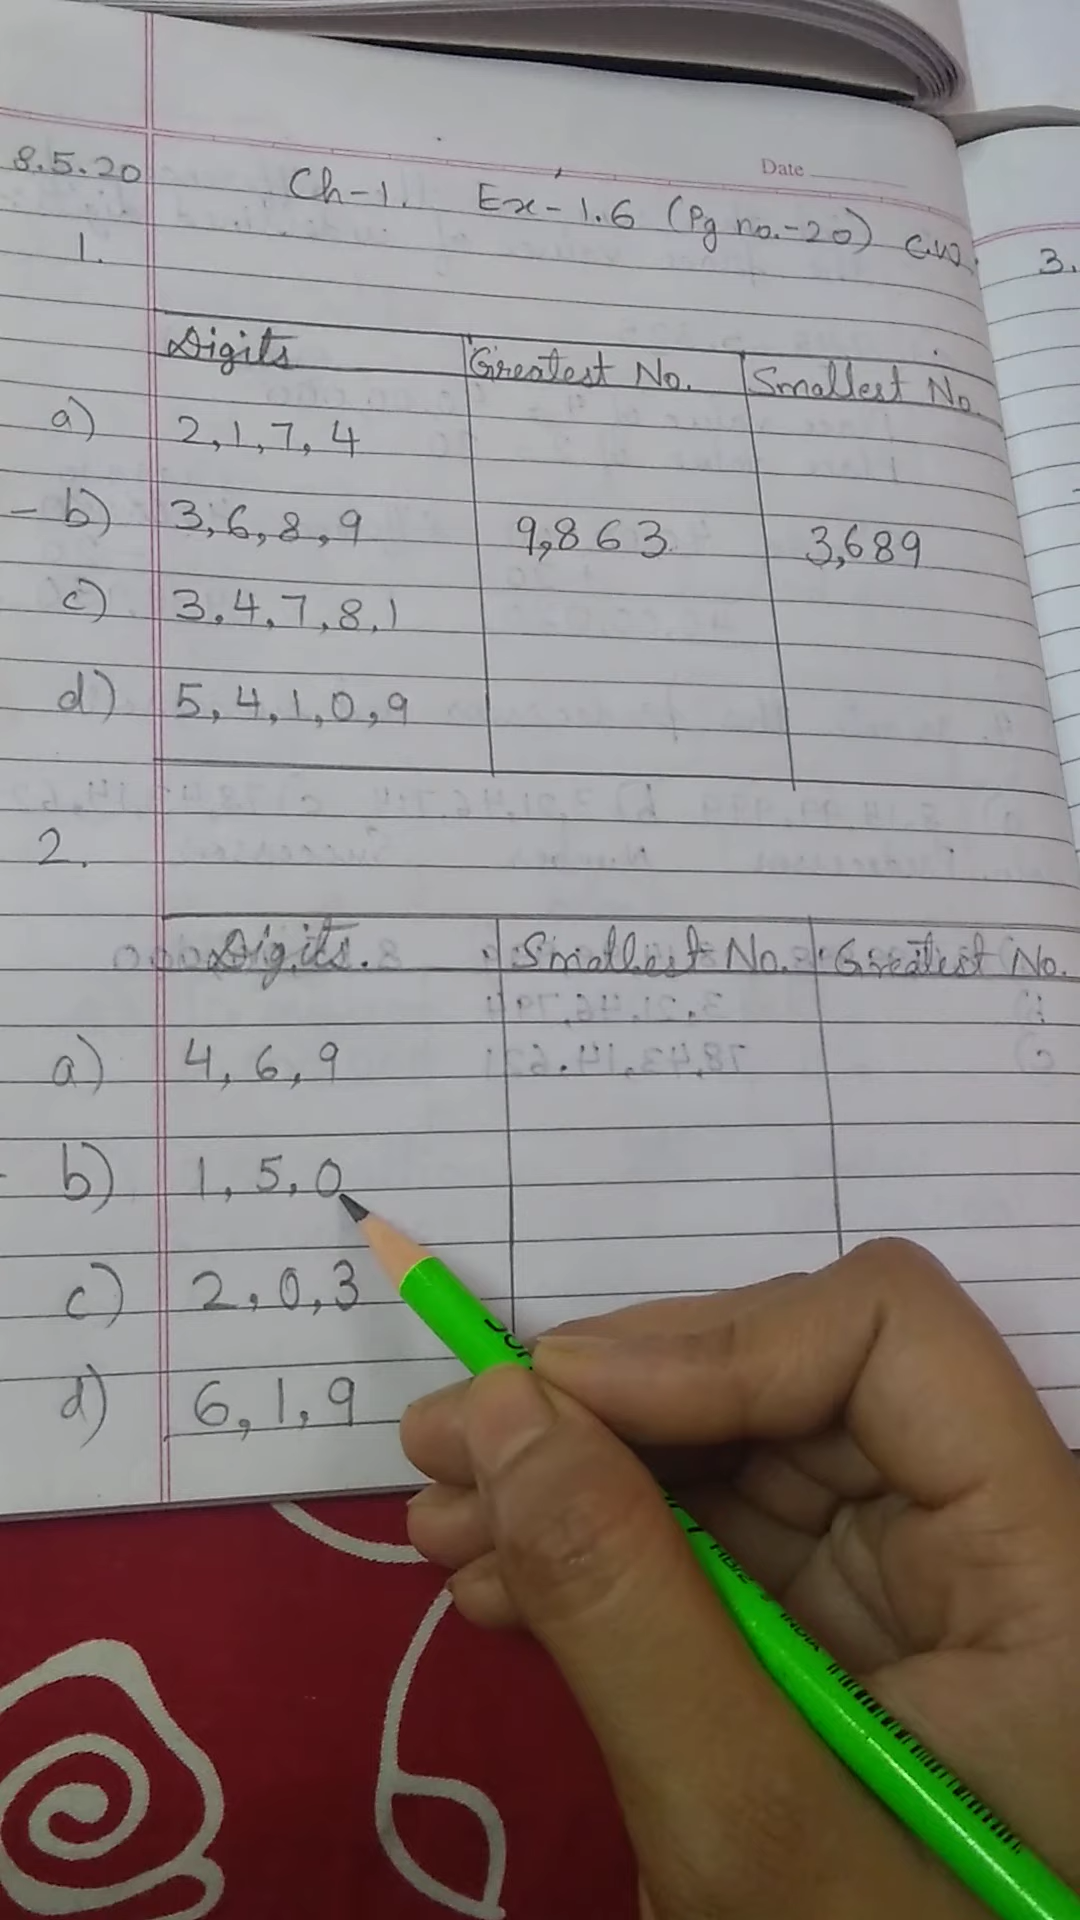 Date
8.5.20 Ch-1. Ex-1.6 (Pg no.-20) C.W.
1.
3.
Digits Greatest No. Smallest No.
a) 2,1,7,4
- b) 3,6,8,9 9,863 3,689
c) 3,4,7,8,1
d) 5,4,1,0,9
2.
Digits. Smallest No. Greatest No.
a) 4,6,9
b) 1,5,0
c) 2,0,3
d) 6,1,9
HB/2 INDIA